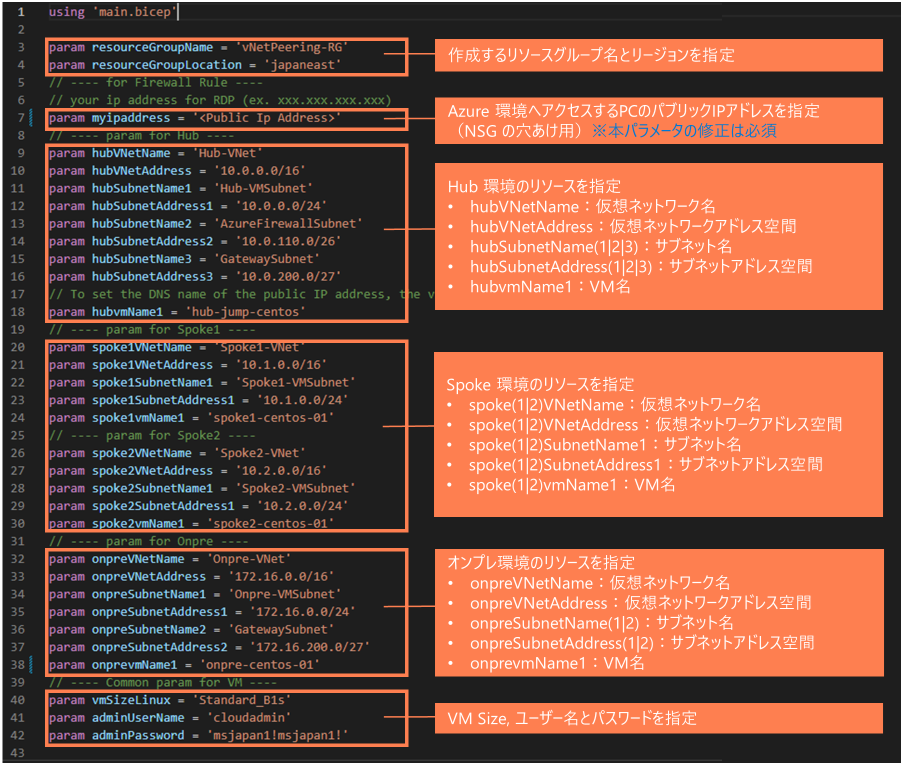 1 using 'main.bicep'
2
3 param resourceGroupName = 'vNetPeering-RG'
4 param resourceGroupLocation = 'japaneast'
作成するリソースグループ名とリージョンを指定
5 // ---- for Firewall Rule ----
6 // your ip address for RDP (ex. xxx.xxx.xxx.xxx)
7 param myipaddress = '<Public Ip Address>'
Azure 環境へアクセスするPCのパブリックIPアドレスを指定
（NSG の穴あけ用）※本パラメータの修正は必須
8 // ---- param for Hub ----
9 param hubVNetName = 'Hub-VNet'
10 param hubVNetAddress = '10.0.0.0/16'
11 param hubSubnetName1 = 'Hub-VMSubnet'
12 param hubSubnetAddress1 = '10.0.0.0/24'
13 param hubSubnetName2 = 'AzureFirewallSubnet'
14 param hubSubnetAddress2 = '10.0.110.0/26'
15 param hubSubnetName3 = 'GatewaySubnet'
16 param hubSubnetAddress3 = '10.0.200.0/27'
17 // To set the DNS name of the public IP address, the v
18 param hubvmName1 = 'hub-jump-centos'
Hub 環境のリソースを指定
• hubVNetName：仮想ネットワーク名
• hubVNetAddress：仮想ネットワークアドレス空間
• hubSubnetName(1|2|3)：サブネット名
• hubSubnetAddress(1|2|3)：サブネットアドレス空間
• hubvmName1：VM名
19 // ---- param for Spoke1 ----
20 param spoke1VNetName = 'Spoke1-VNet'
21 param spoke1VNetAddress = '10.1.0.0/16'
22 param spoke1SubnetName1 = 'Spoke1-VMSubnet'
23 param spoke1SubnetAddress1 = '10.1.0.0/24'
24 param spoke1vmName1 = 'spoke1-centos-01'
25 // ---- param for Spoke2 ----
26 param spoke2VNetName = 'Spoke2-VNet'
27 param spoke2VNetAddress = '10.2.0.0/16'
28 param spoke2SubnetName1 = 'Spoke2-VMSubnet'
29 param spoke2SubnetAddress1 = '10.2.0.0/24'
30 param spoke2vmName1 = 'spoke2-centos-01'
Spoke 環境のリソースを指定
• spoke(1|2)VNetName：仮想ネットワーク名
• spoke(1|2)VNetAddress：仮想ネットワークアドレス空間
• spoke(1|2)SubnetName1：サブネット名
• spoke(1|2)SubnetAddress1：サブネットアドレス空間
• spoke(1|2)vmName1：VM名
31 // ---- param for Onpre ----
32 param onpreVNetName = 'Onpre-VNet'
33 param onpreVNetAddress = '172.16.0.0/16'
34 param onpreSubnetName1 = 'Onpre-VMSubnet'
35 param onpreSubnetAddress1 = '172.16.0.0/24'
36 param onpreSubnetName2 = 'GatewaySubnet'
37 param onpreSubnetAddress2 = '172.16.200.0/27'
38 param onprevmName1 = 'onpre-centos-01'
オンプレ環境のリソースを指定
• onpreVNetName：仮想ネットワーク名
• onpreVNetAddress：仮想ネットワークアドレス空間
• onpreSubnetName(1|2)：サブネット名
• onpreSubnetAddress(1|2)：サブネットアドレス空間
• onprevmName1：VM名
39 // ---- Common param for VM ----
40 param vmSizeLinux = 'Standard_B1s'
41 param adminUserName = 'cloudadmin'
42 param adminPassword = 'msjapan1!msjapan1!'
VM Size, ユーザー名とパスワードを指定
43